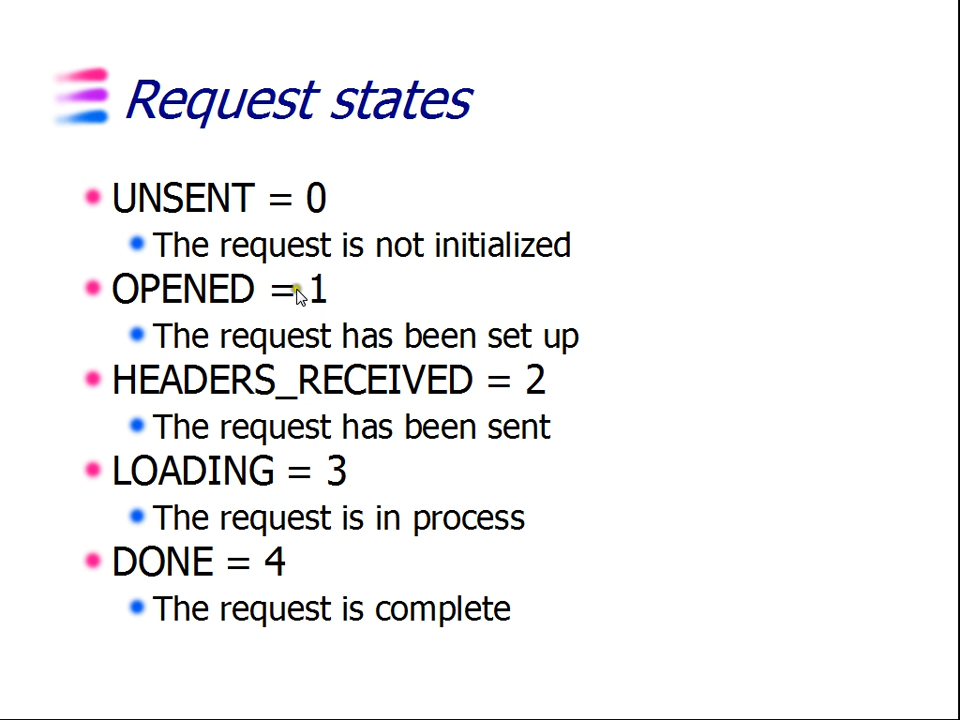 Request states
UNSENT = 0
The request is not initialized
OPENED = 1
The request has been set up
HEADERS_RECEIVED = 2
The request has been sent
LOADING = 3
The request is in process
DONE = 4
The request is complete